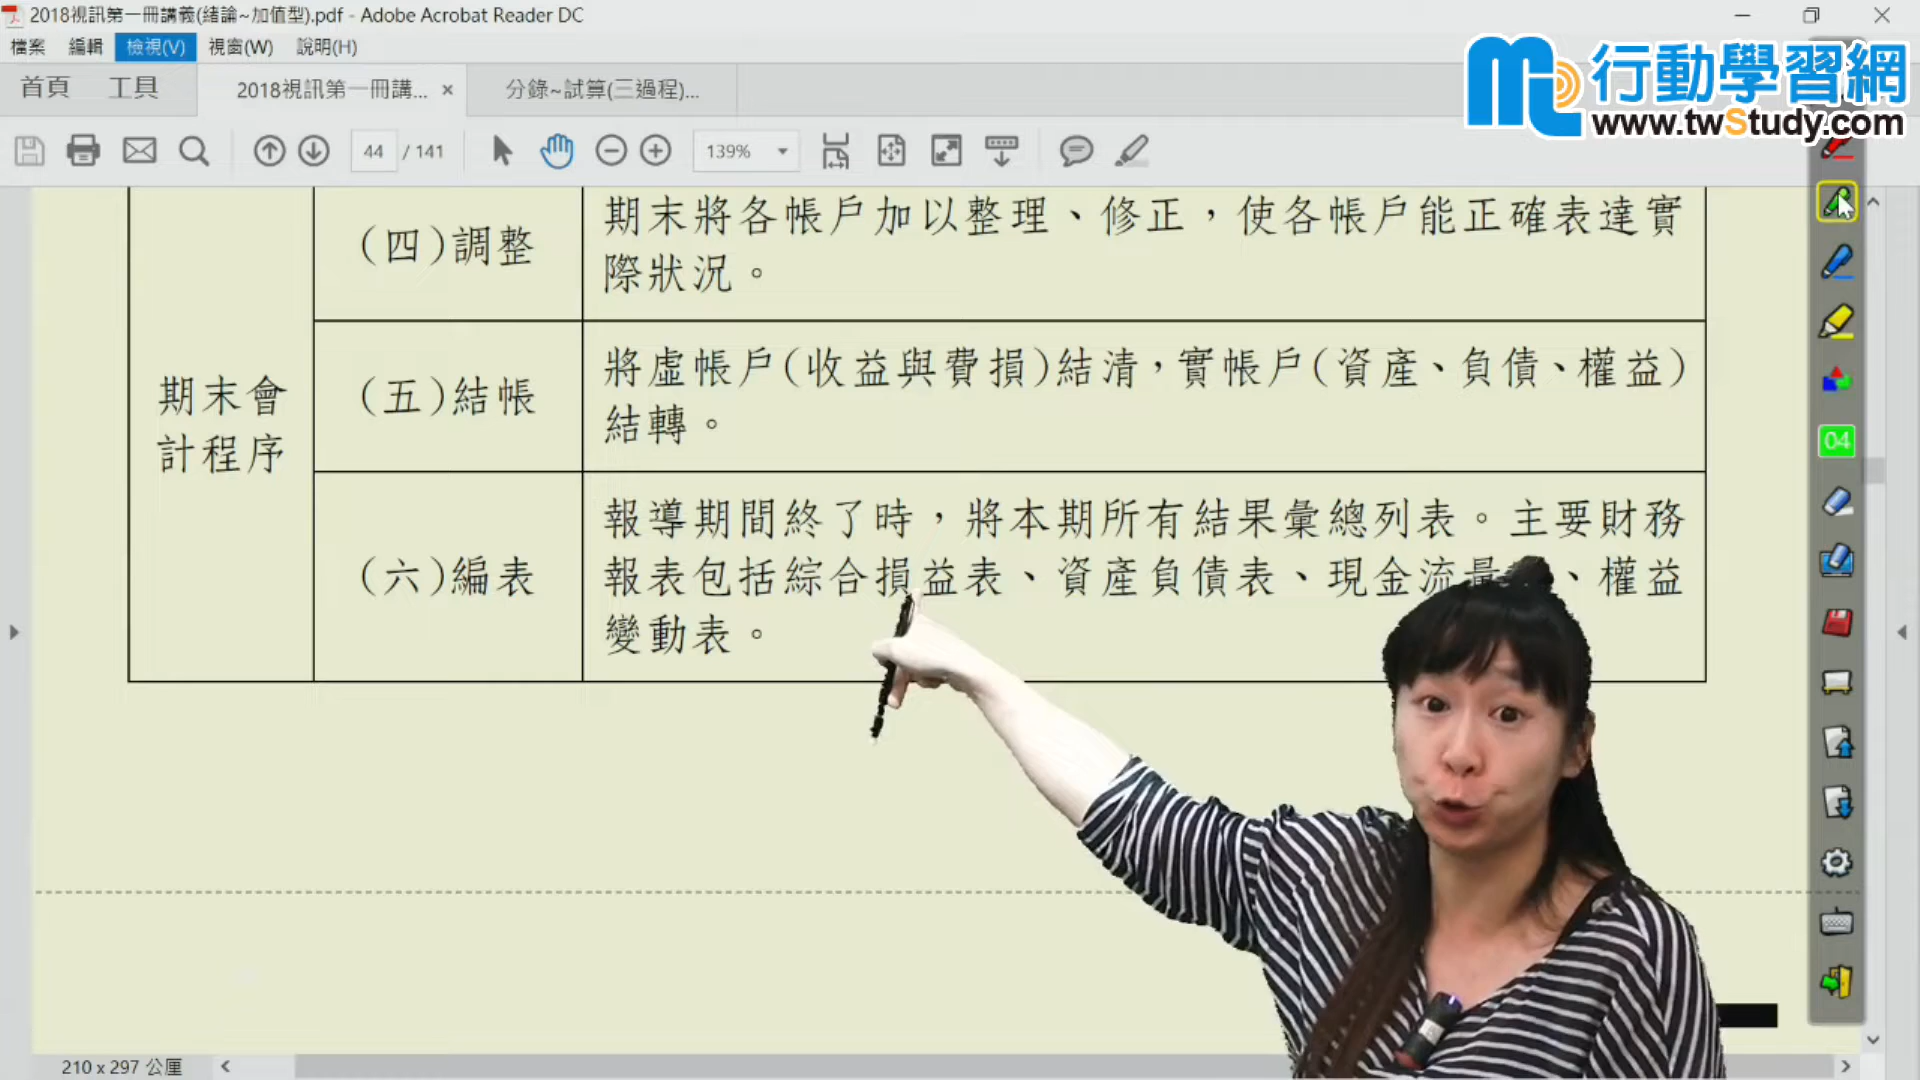 2018視訊第一冊講義(緒論~加值型).pdf - Adobe Acrobat Reader DC
檔案 編輯 檢視(V) 視窗(W) 說明(H)
行動學習網
www.twStudy.com
首頁 工具 2018視訊第一冊講... × 分錄~試算(三過程)...
44 / 141 139%
期末會計程序
(四)調整
期末將各帳戶加以整理、修正，使各帳戶能正確表達實
際狀況。
(五)結帳
將虛帳戶(收益與費損)結清，實帳戶(資產、負債、權益)
結轉。
(六)編表
報導期間終了時，將本期所有結果彙總列表。主要財務
報表包括綜合損益表、資產負債表、現金流量、權益
變動表。
04
210 x 297 公厘